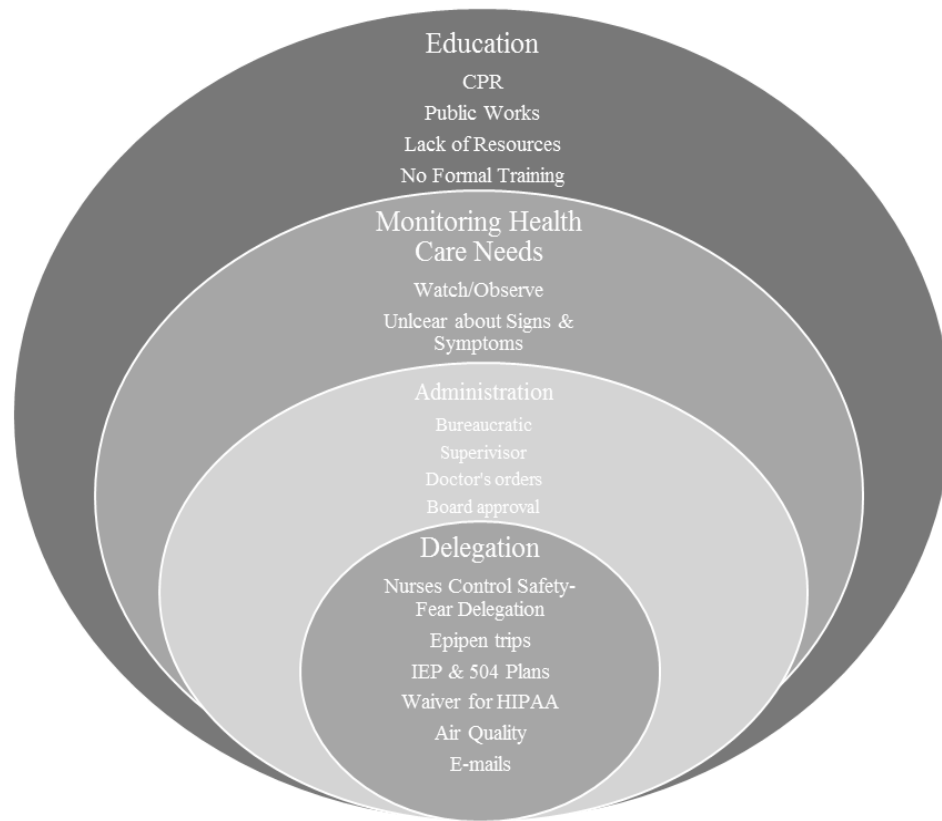 Education
CPR
Public Works
Lack of Resources
No Formal Training
Monitoring Health
Care Needs
Watch/Observe
Unlcear about Signs &
Symptoms
Administration
Bureaucratic
Superivisor
Doctor's orders
Board approval
Delegation
Nurses Control Safety-
Fear Delegation
Epipen trips
IEP & 504 Plans
Waiver for HIPAA
Air Quality
E-mails